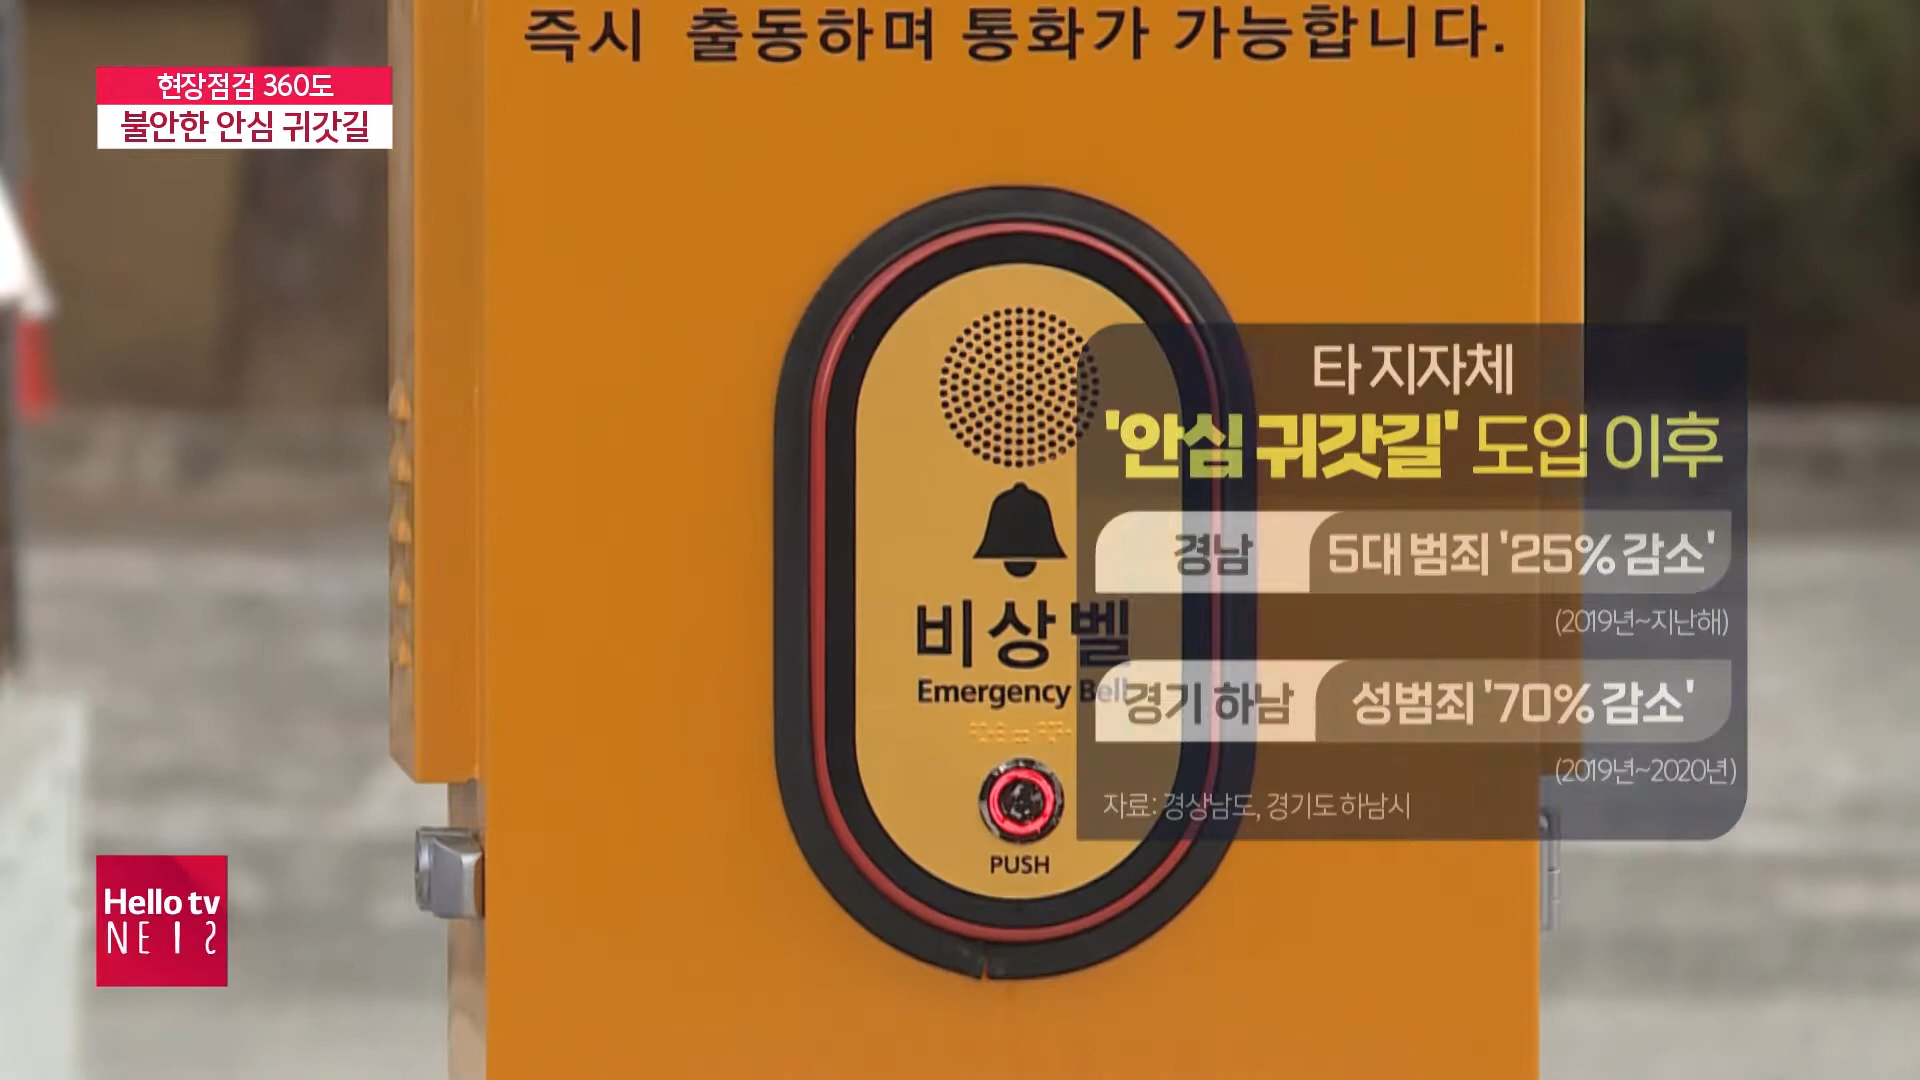 즉시 출동하며 통화가 가능합니다.
현장점검 360도
불안한 안심 귀갓길
타 지자체
'안심 귀갓길' 도입 이후
경남 5대 범죄 '25% 감소'
(2019년~지난해)
경기 하남 성범죄 '70% 감소'
(2019년~2020년)
자료: 경상남도, 경기도 하남시
비상벨
Emergency Bell
PUSH
Hello tv